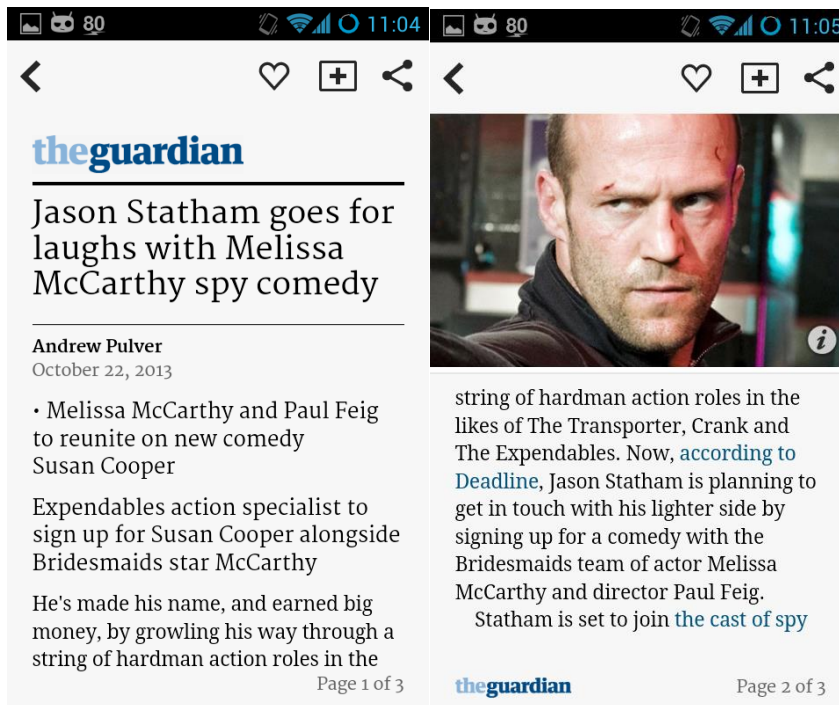 80
11:04
theguardian
Jason Statham goes for
laughs with Melissa
McCarthy spy comedy
Andrew Pulver
October 22, 2013
• Melissa McCarthy and Paul Feig
to reunite on new comedy
Susan Cooper
Expendables action specialist to
sign up for Susan Cooper alongside
Bridesmaids star McCarthy
He's made his name, and earned big
money, by growling his way through a
string of hardman action roles in the
Page 1 of 3
80
11:05
i
string of hardman action roles in the
likes of The Transporter, Crank and
The Expendables. Now, according to
Deadline, Jason Statham is planning to
get in touch with his lighter side by
signing up for a comedy with the
Bridesmaids team of actor Melissa
McCarthy and director Paul Feig.
Statham is set to join the cast of spy
theguardian
Page 2 of 3